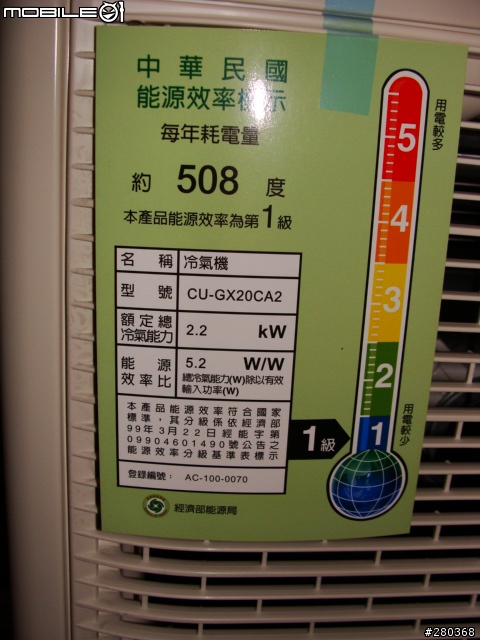 mobile01
中華民國
能源效率標示
每年耗電量
約 508 度
本產品能源效率為第1級
名稱 冷氣機
型號 CU-GX20CA2
額定總冷氣能力 2.2 kW
能源效率比 5.2 W/W
總冷氣能力(W)除以有效
輸入功率(W)
本產品能源效率符合國家
標準，其分級係依經濟部
99年3月22日經能字第
09904601490號公告之
能源效率分級基準表標示
登錄編號： AC-100-0070
經濟部能源局
用電較多
5
4
3
2
1
用電較少
1級
#280368